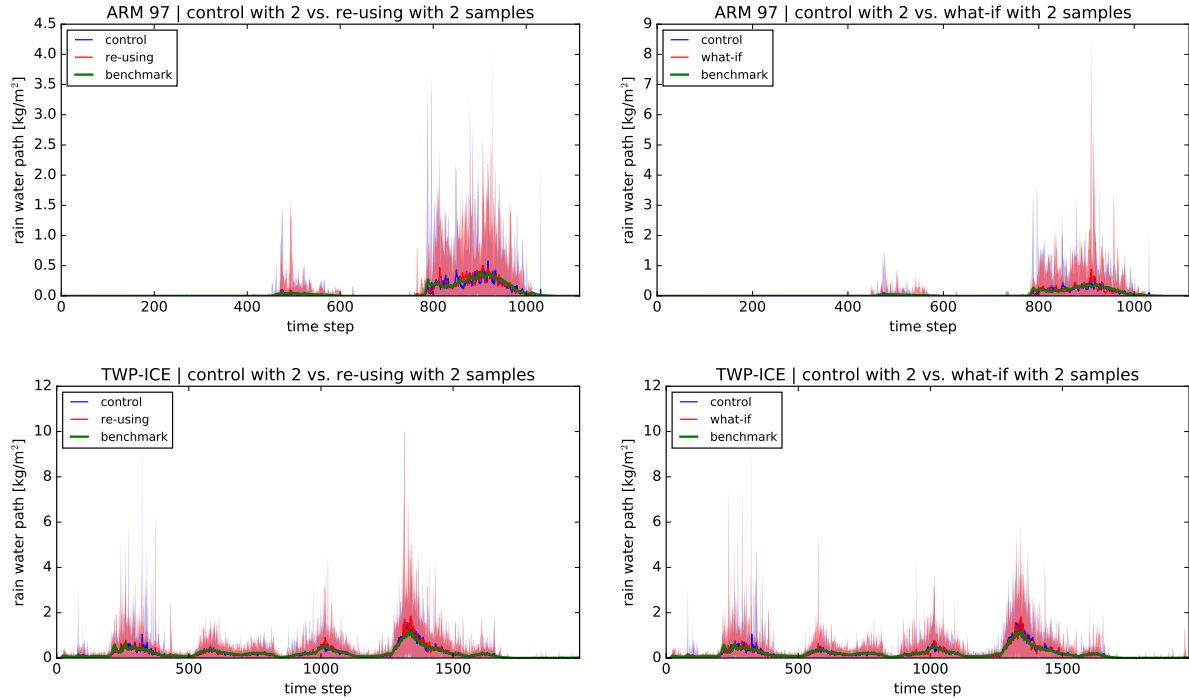 ARM 97 | control with 2 vs. re-using with 2 samples
4.5
4.0
3.5
3.0
2.5
2.0
1.5
1.0
0.5
0.0
rain water path [kg/m²]
control
re-using
benchmark
0 200 400 600 800 1000
time step
ARM 97 | control with 2 vs. what-if with 2 samples
9
8
7
6
5
4
3
2
1
0
rain water path [kg/m²]
control
what-if
benchmark
0 200 400 600 800 1000
time step
TWP-ICE | control with 2 vs. re-using with 2 samples
12
10
8
6
4
2
0
rain water path [kg/m²]
control
re-using
benchmark
0 500 1000 1500
time step
TWP-ICE | control with 2 vs. what-if with 2 samples
12
10
8
6
4
2
0
rain water path [kg/m²]
control
what-if
benchmark
0 500 1000 1500
time step